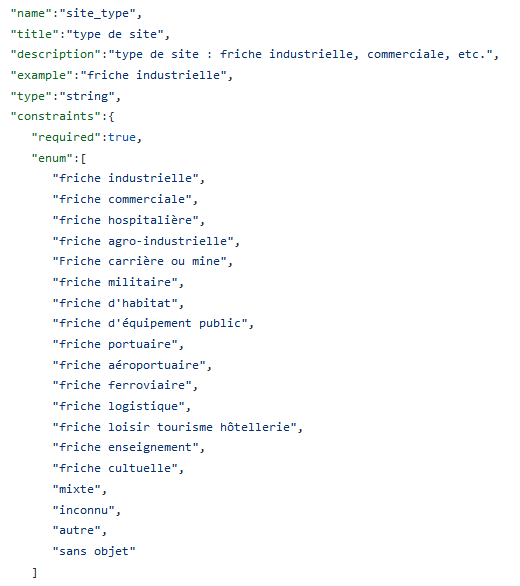 "name":"site_type",
"title":"type de site",
"description":"type de site : friche industrielle, commerciale, etc.",
"example":"friche industrielle",
"type":"string",
"constraints":{
"required":true,
"enum":[
"friche industrielle",
"friche commerciale",
"friche hospitalière",
"friche agro-industrielle",
"Friche carrière ou mine",
"friche militaire",
"friche d'habitat",
"friche d'équipement public",
"friche portuaire",
"friche aéroportuaire",
"friche ferroviaire",
"friche logistique",
"friche loisir tourisme hôtellerie",
"friche enseignement",
"friche cultuelle",
"mixte",
"inconnu",
"autre",
"sans objet"
]